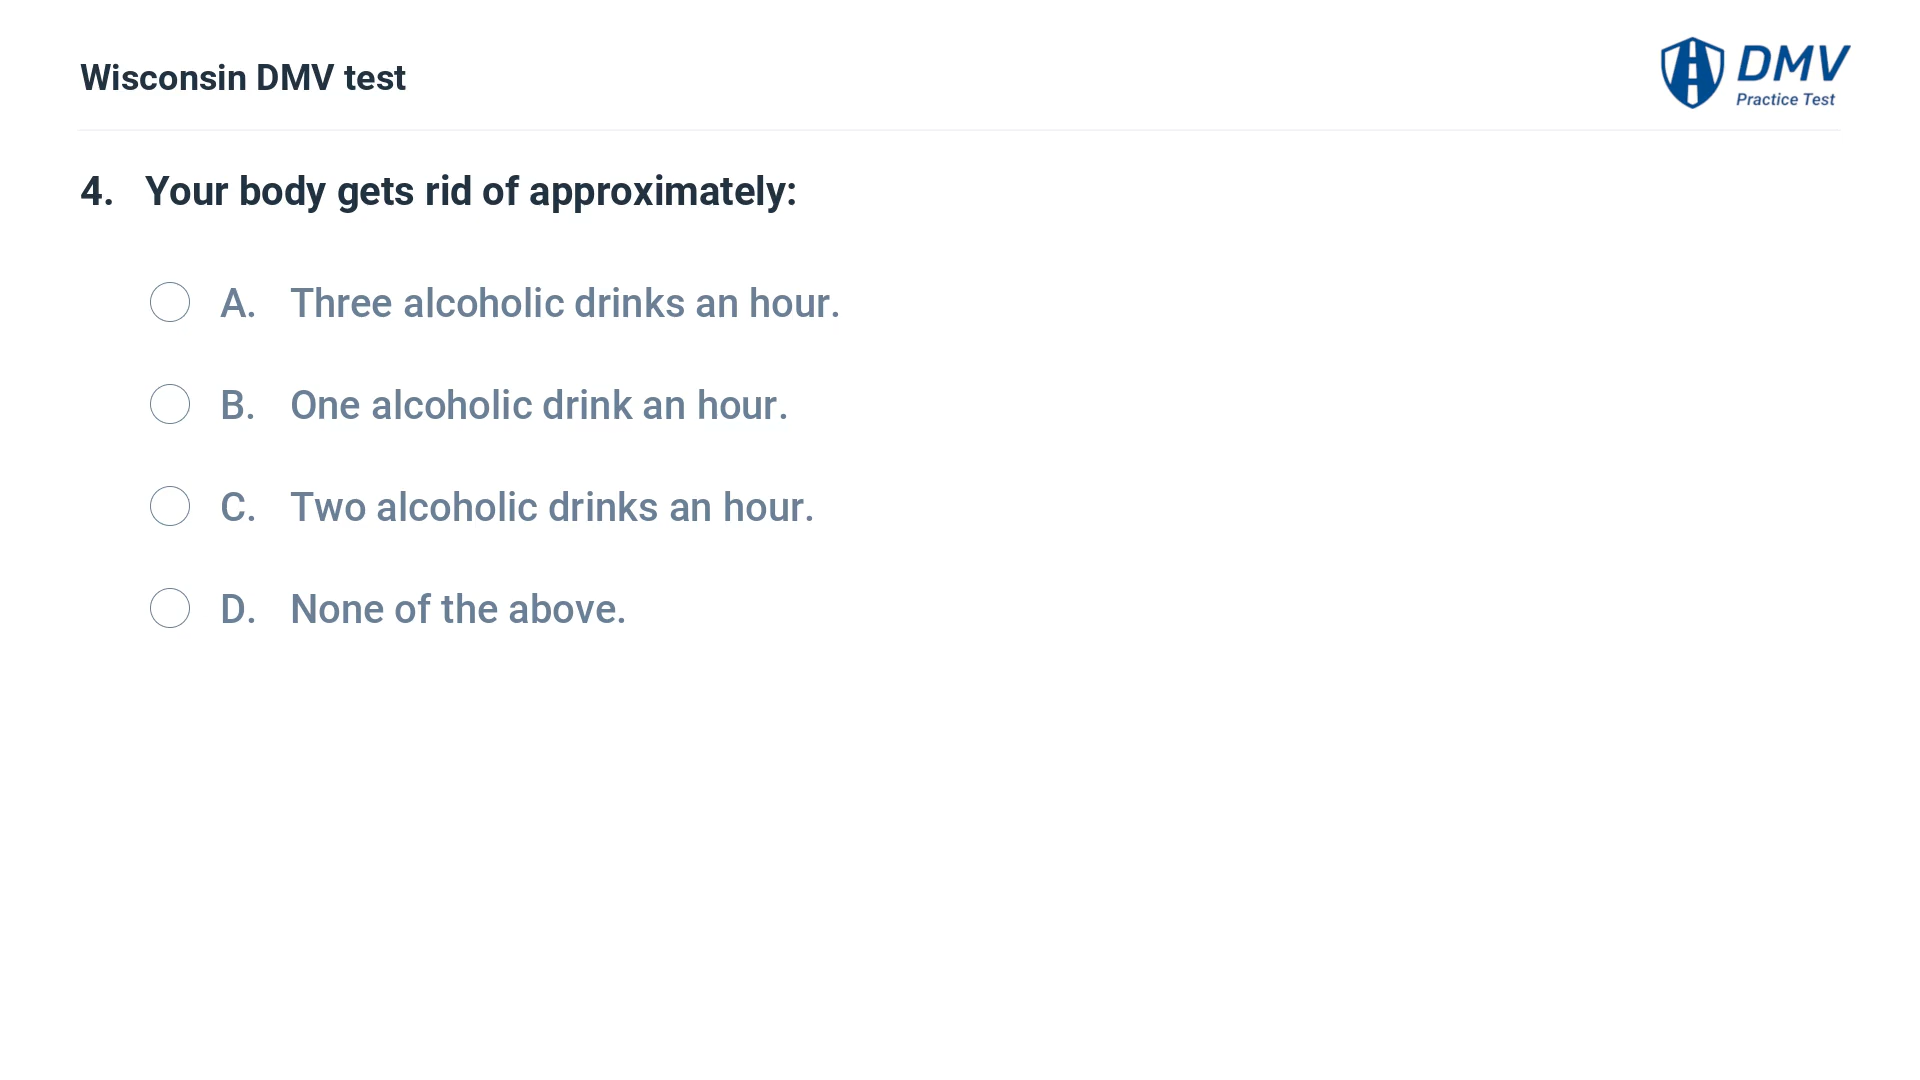 Wisconsin DMV test
DMV
Practice Test
4. Your body gets rid of approximately:
A. Three alcoholic drinks an hour.
B. One alcoholic drink an hour.
C. Two alcoholic drinks an hour.
D. None of the above.